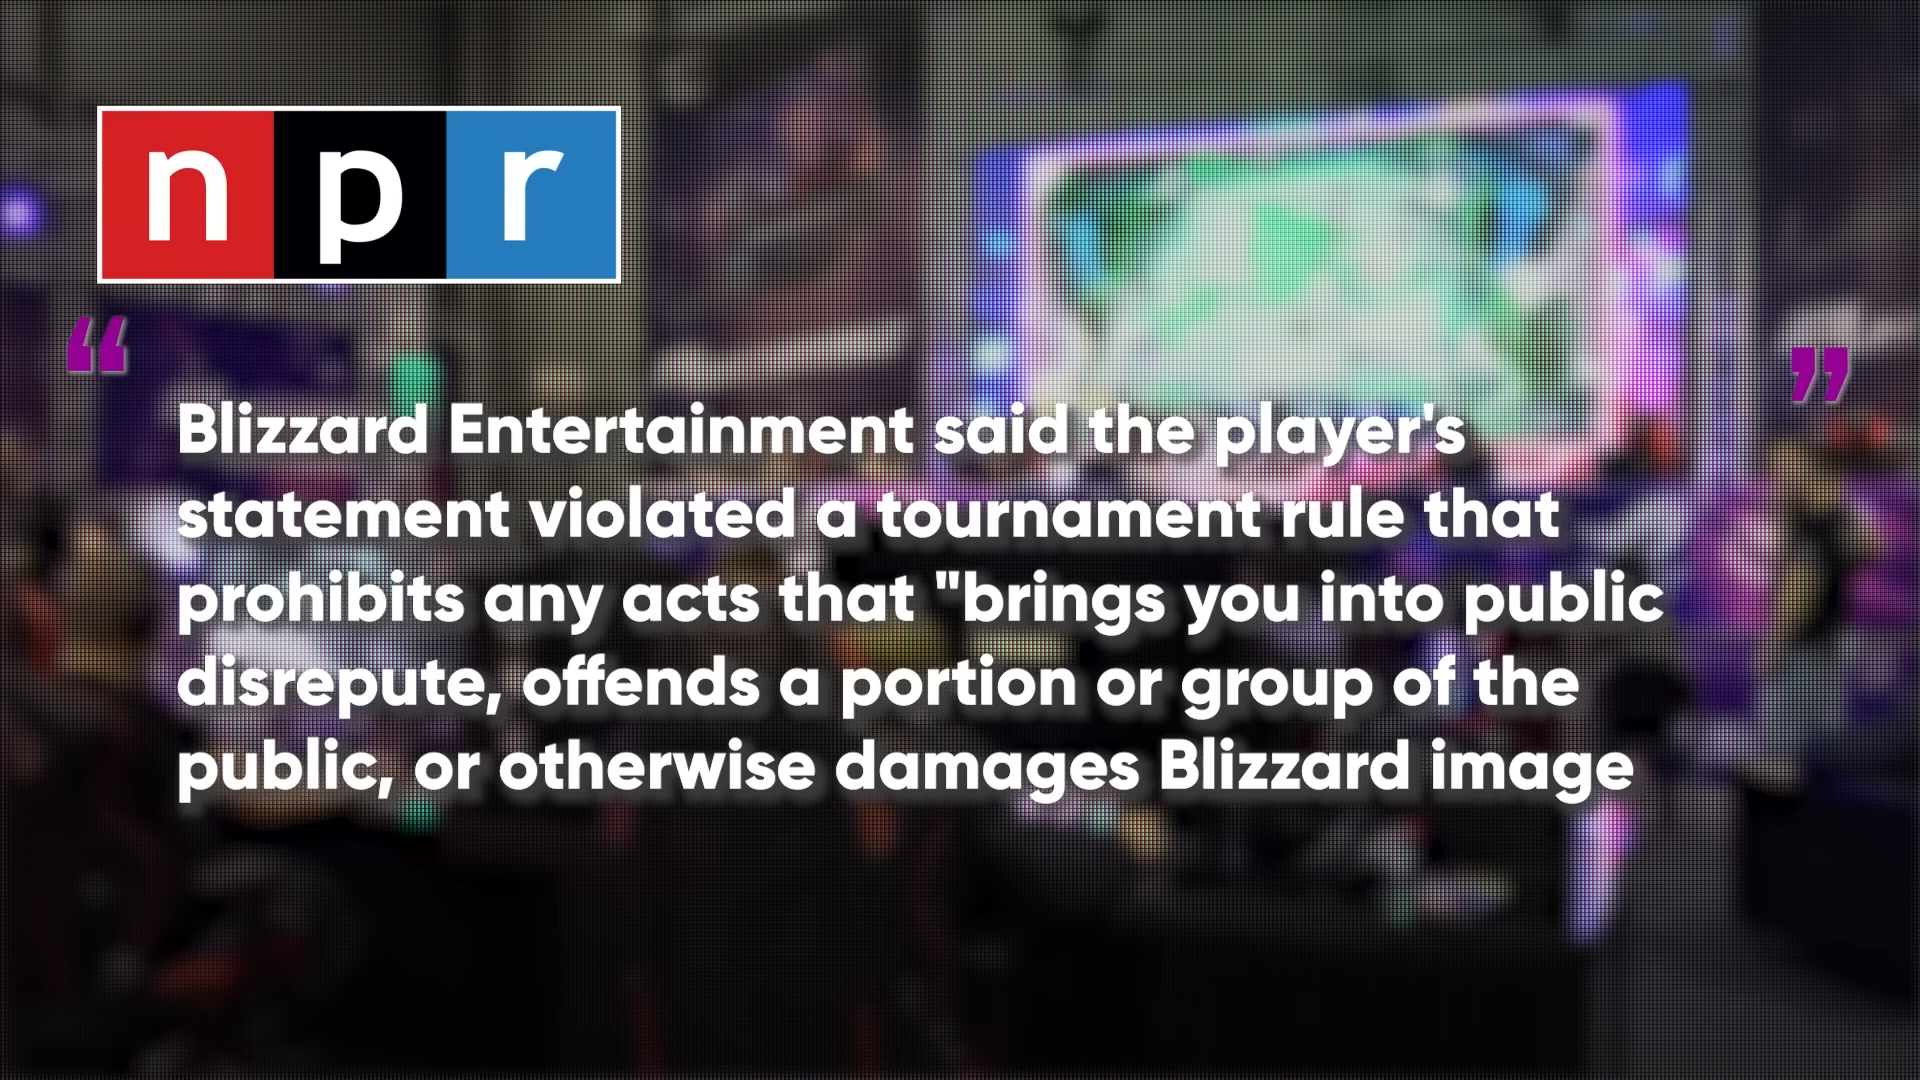 npr
“
”
Blizzard Entertainment said the player's
statement violated a tournament rule that
prohibits any acts that "brings you into public
disrepute, offends a portion or group of the
public, or otherwise damages Blizzard image